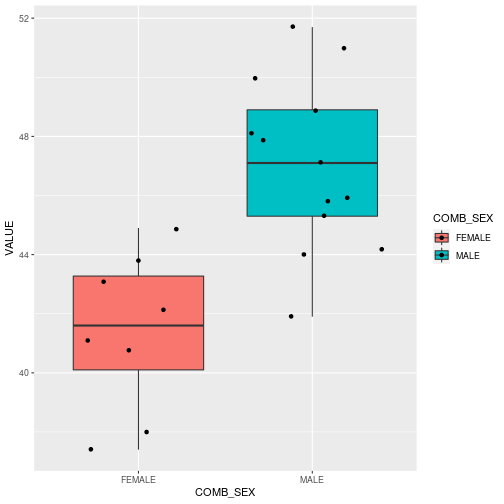 52
48
44
40
VALUE
FEMALE MALE
COMB_SEX
COMB_SEX
FEMALE
MALE